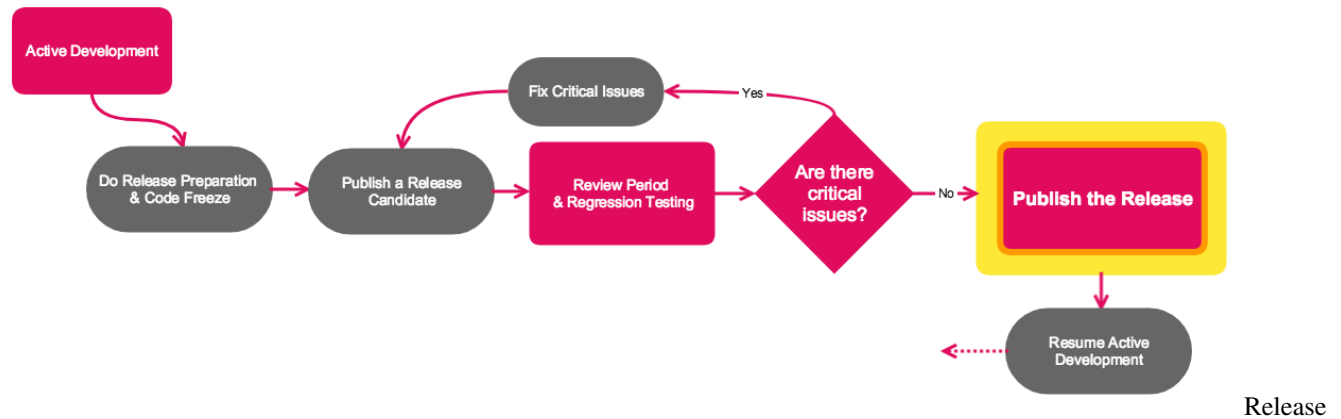 Active Development
Fix Critical Issues
Yes
Do Release Preparation
& Code Freeze
Publish a Release
Candidate
Review Period
& Regression Testing
Are there
critical
issues?
No
Publish the Release
Resume Active
Development
Release